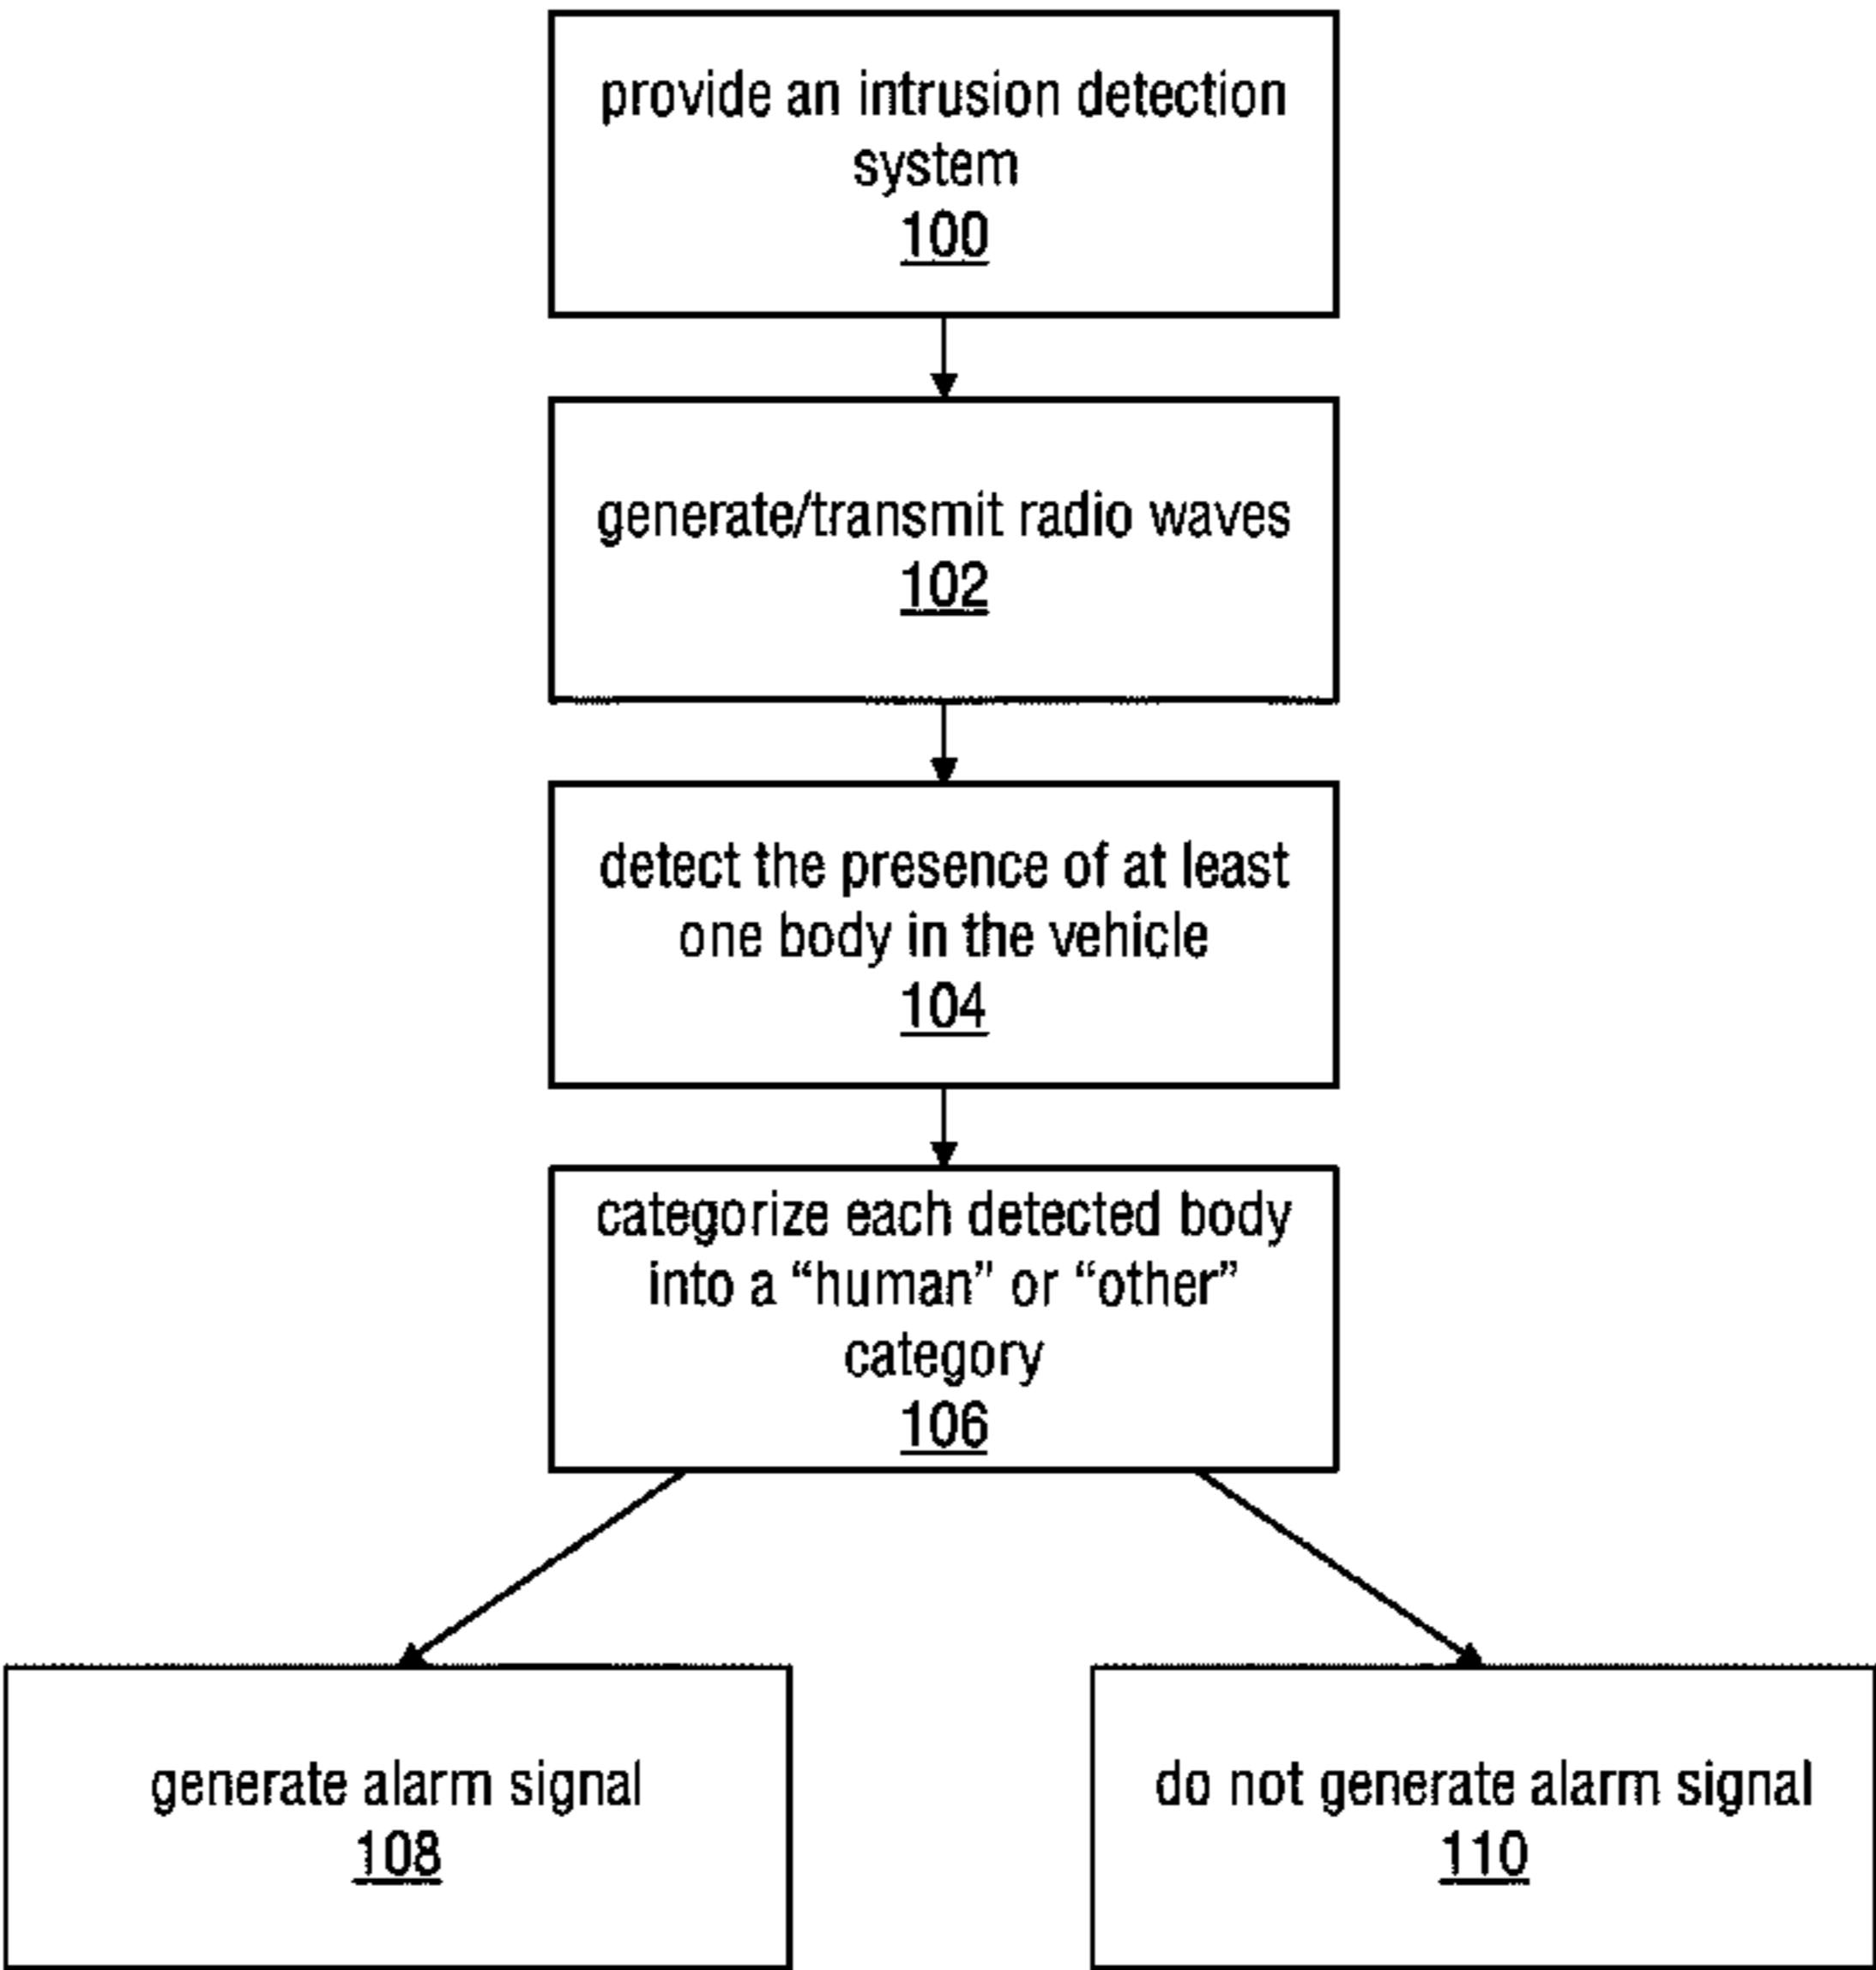 provide an intrusion detection
system
100
generate/transmit radio waves
102
detect the presence of at least
one body in the vehicle
104
categorize each detected body
into a “human” or “other”
category
106
generate alarm signal
108
do not generate alarm signal
110